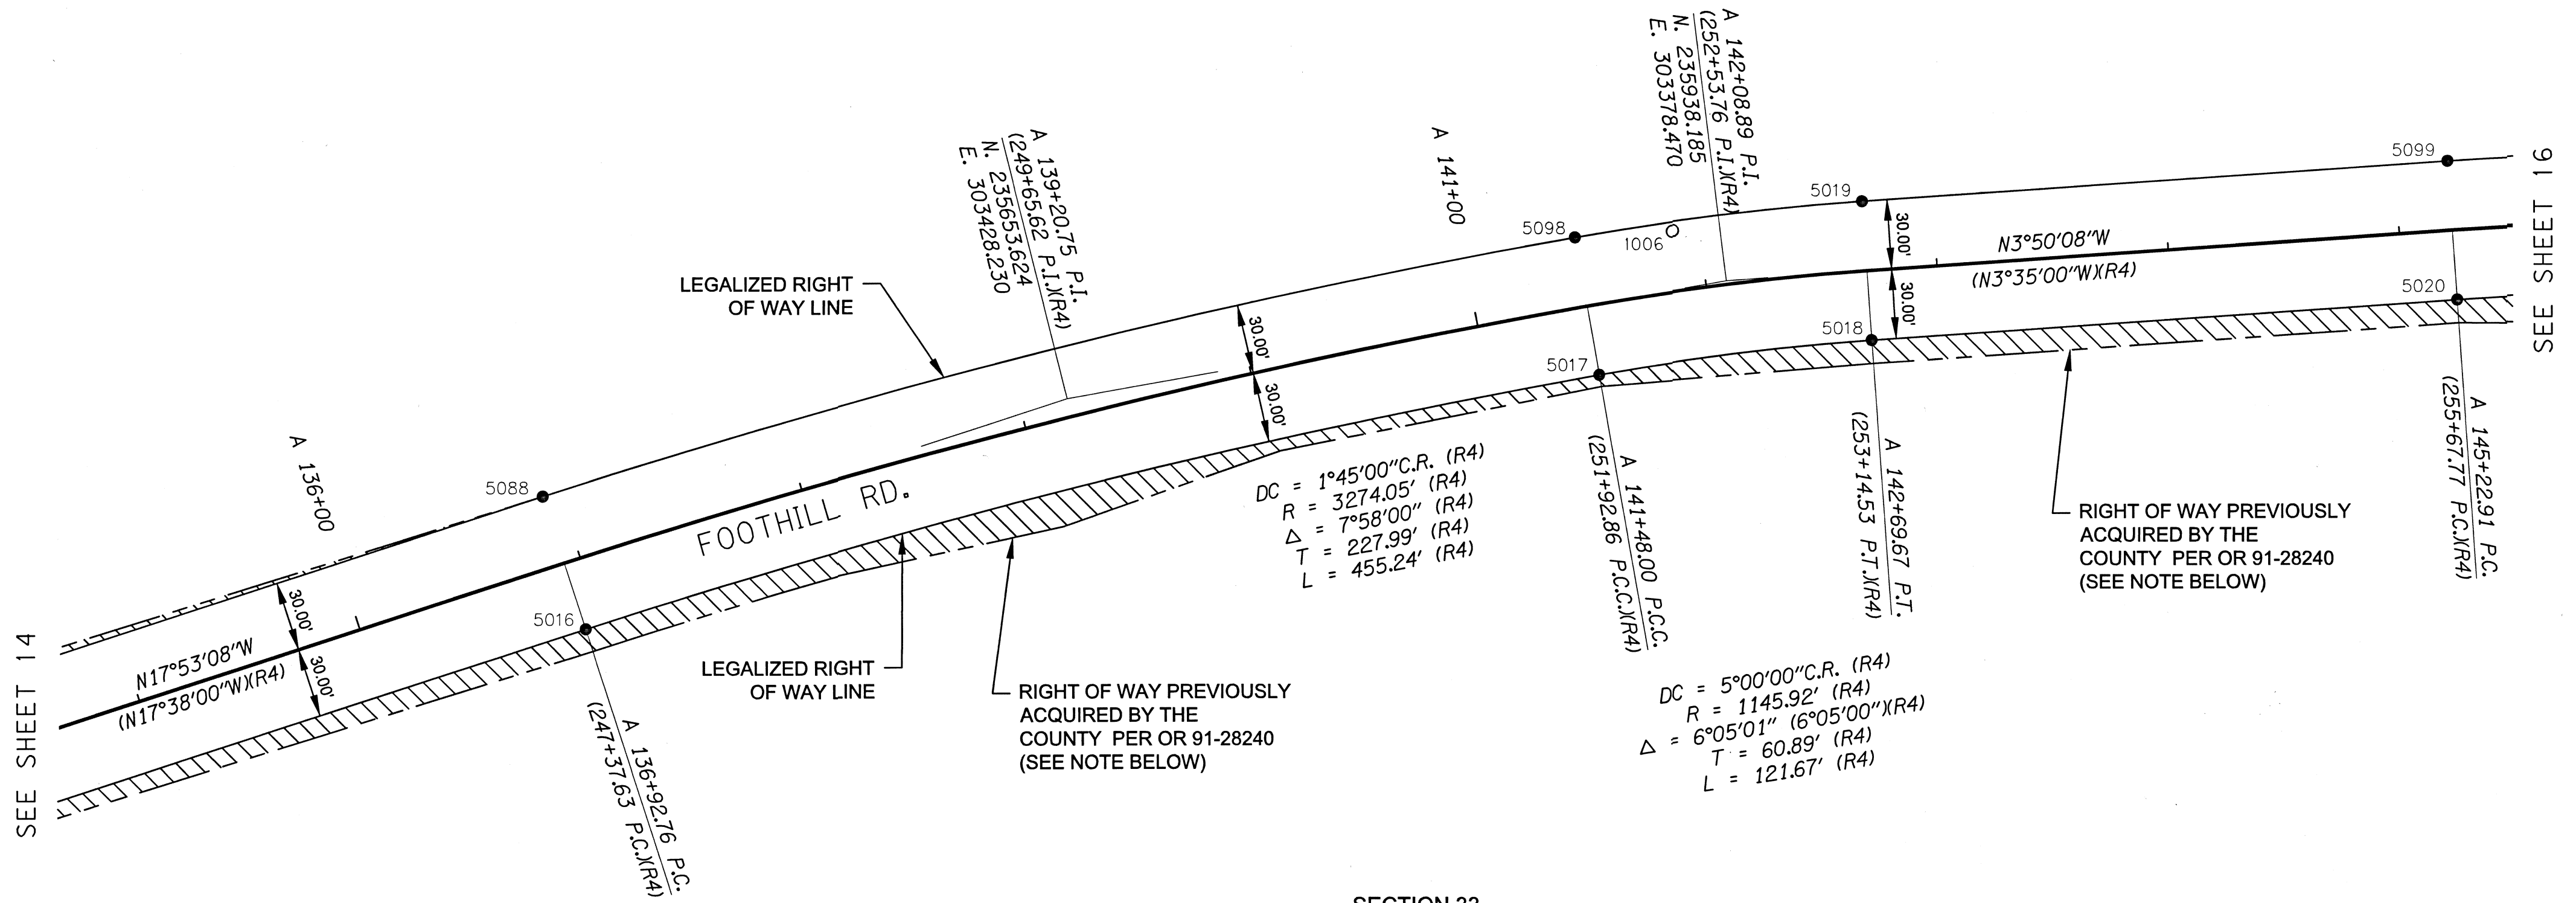 SEE SHEET 14
N17°53'08"W
(N17°38'00"W)(R4)
A 136+00
30.00'
30.00'
5088
5016
A 136+92.76 P.C.
(247+37.63 P.C.)(R4)
FOOTHILL RD.
LEGALIZED RIGHT
OF WAY LINE
LEGALIZED RIGHT
OF WAY LINE
RIGHT OF WAY PREVIOUSLY
ACQUIRED BY THE
COUNTY PER OR 91-28240
(SEE NOTE BELOW)
A 139+20.75 P.I.
(249+65.62 P.I.)(R4)
N. 235653.624
E. 303428.230
30.00'
30.00'
DC = 1°45'00"C.R. (R4)
R = 3274.05' (R4)
Δ = 7°58'00" (R4)
T = 227.99' (R4)
L = 455.24' (R4)
A 141+00
5098
1006
5017
A 141+48.00 P.C.C.
(251+92.86 P.C.C.)(R4)
A 142+08.89 P.I.
(252+53.76 P.I.)(R4)
N. 235938.185
E. 303378.470
DC = 5°00'00"C.R. (R4)
R = 1145.92' (R4)
Δ = 6°05'01" (6°05'00")(R4)
T = 60.89' (R4)
L = 121.67' (R4)
5019
30.00'
30.00'
5018
A 142+69.67 P.T.
(253+14.53 P.T.)(R4)
N3°50'08"W
(N3°35'00"W)(R4)
RIGHT OF WAY PREVIOUSLY
ACQUIRED BY THE
COUNTY PER OR 91-28240
(SEE NOTE BELOW)
5099
5020
A 145+22.91 P.C.
(255+67.77 P.C.)(R4)
SEE SHEET 16